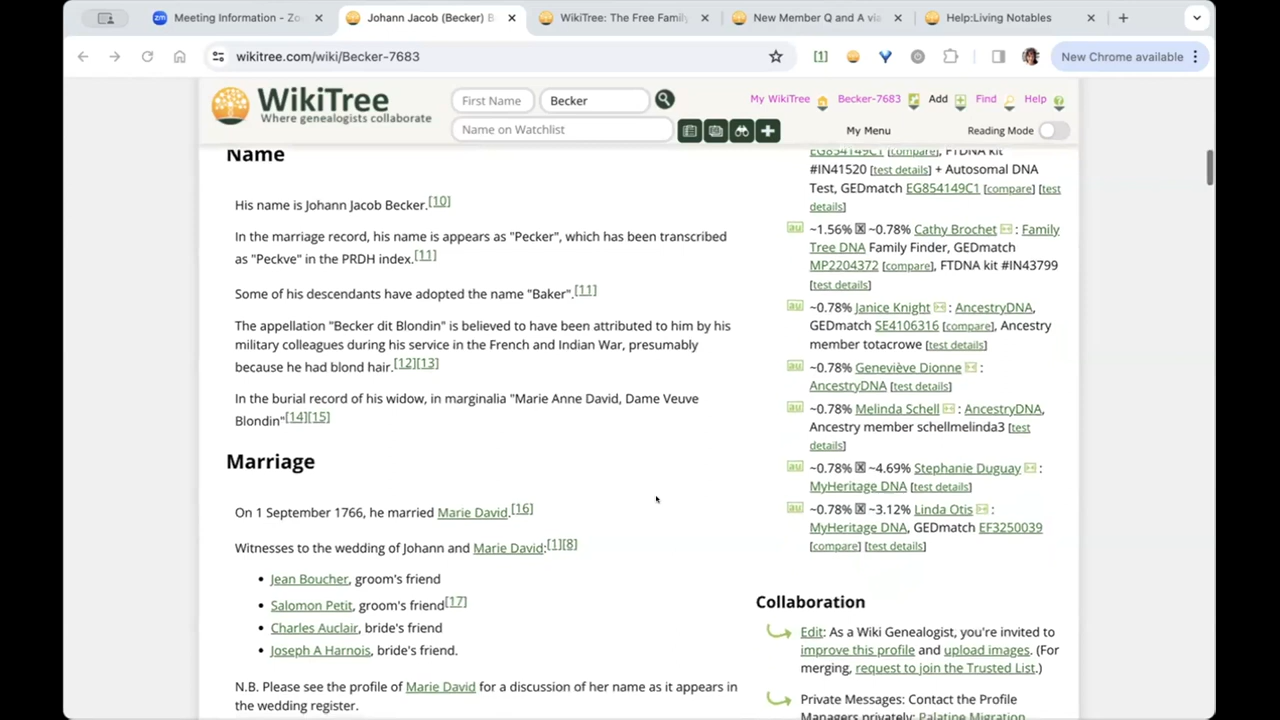 Meeting Information - Zo
Johann Jacob (Becker) B
WikiTree: The Free Family
New Member Q and A via
Help:Living Notables
wikitree.com/wiki/Becker-7683
[1]
New Chrome available
WikiTree
Where genealogists collaborate
First Name
Becker
Name on Watchlist
My WikiTree
Becker-7683
Add
Find
Help
My Menu
Reading Mode
Name
His name is Johann Jacob Becker.[10]
In the marriage record, his name is appears as "Pecker", which has been transcribed
as "Peckve" in the PRDH index.[11]
Some of his descendants have adopted the name "Baker".[11]
The appellation "Becker dit Blondin" is believed to have been attributed to him by his
military colleagues during his service in the French and Indian War, presumably
because he had blond hair.[12][13]
In the burial record of his widow, in marginalia "Marie Anne David, Dame Veuve
Blondin"[14][15]
Marriage
On 1 September 1766, he married Marie David.[16]
Witnesses to the wedding of Johann and Marie David:[1][8]
• Jean Boucher, groom's friend
• Salomon Petit, groom's friend[17]
• Charles Auclair, bride's friend
• Joseph A Harnois, bride's friend.
N.B. Please see the profile of Marie David for a discussion of her name as it appears in
the wedding register.
EG854149C1 [compare], FTDNA kit
#IN41520 [test details] + Autosomal DNA
Test, GEDmatch EG854149C1 [compare] [test
details]
au ~1.56% ~0.78% Cathy Brochet : Family
Tree DNA Family Finder, GEDmatch
MP2204372 [compare], FTDNA kit #IN43799
[test details]
au ~0.78% Janice Knight : AncestryDNA,
GEDmatch SE4106316 [compare], Ancestry
member totacrowe [test details]
au ~0.78% Geneviève Dionne :
AncestryDNA [test details]
au ~0.78% Melinda Schell : AncestryDNA,
Ancestry member schellmelinda3 [test
details]
au ~0.78% ~4.69% Stephanie Duguay :
MyHeritage DNA [test details]
au ~0.78% ~3.12% Linda Otis :
MyHeritage DNA, GEDmatch EF3250039
[compare] [test details]
Collaboration
Edit: As a Wiki Genealogist, you're invited to
improve this profile and upload images. (For
merging, request to join the Trusted List.)
Private Messages: Contact the Profile
Managers privately: Palatine Migration